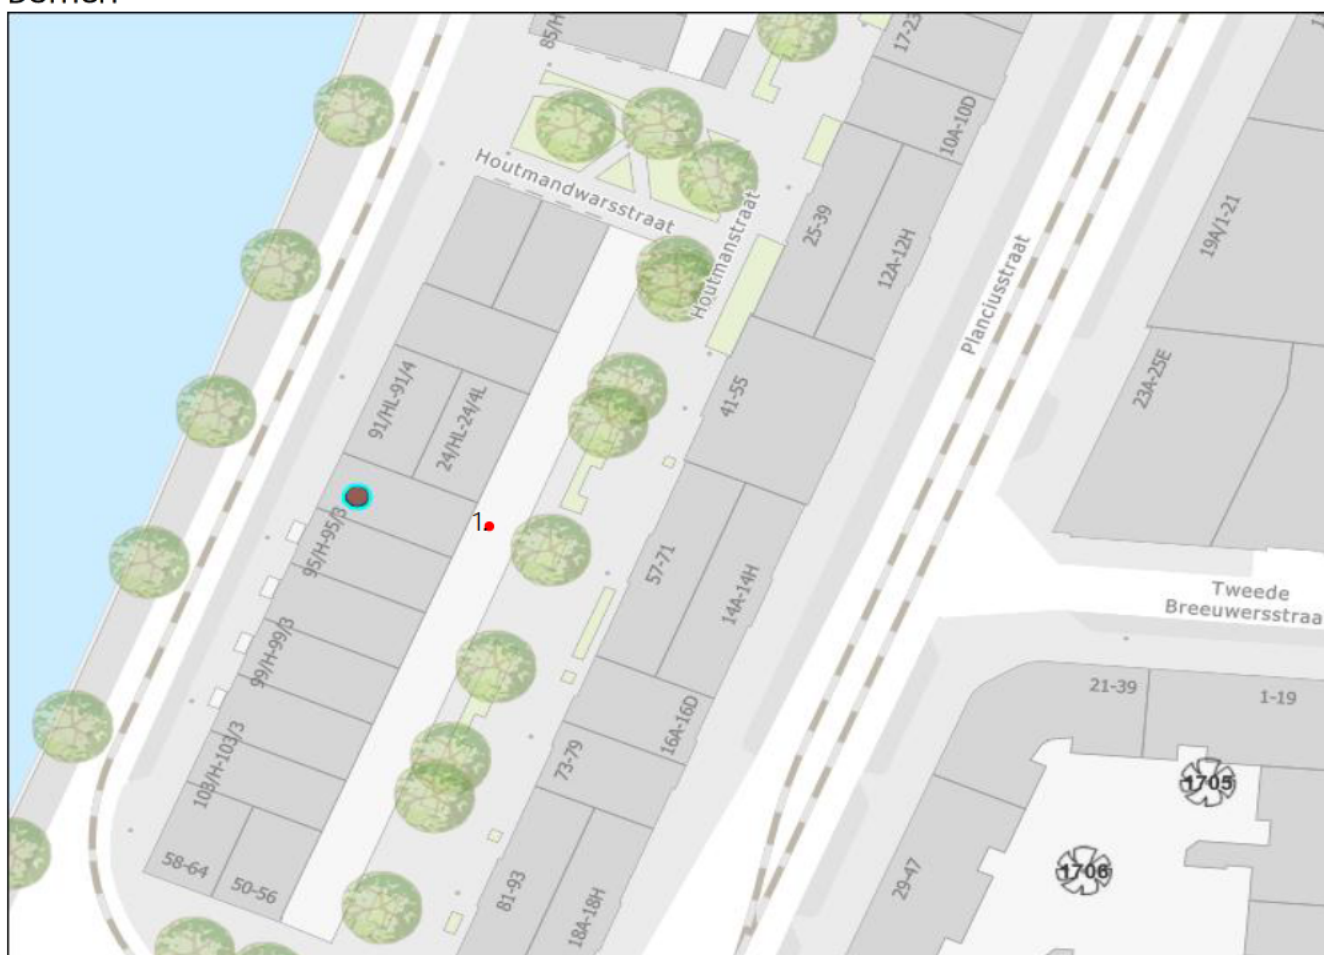 85/H
17-23
10A-10D
Houtmandwarsstraat
Houtmanstraat
25-39
12A-12H
19A/1-21
Planciusstraat
91/HL-91/4
24/HL-24/4L
41-55
23A-25E
1.
95/H-95/3
57-71
14A-14H
Tweede
Breeuwersstraa
99/H-99/3
21-39
1-19
16A-16D
103/H-103/3
73-79
1705
1706
58-64
50-56
81-93
18A-18H
29-47